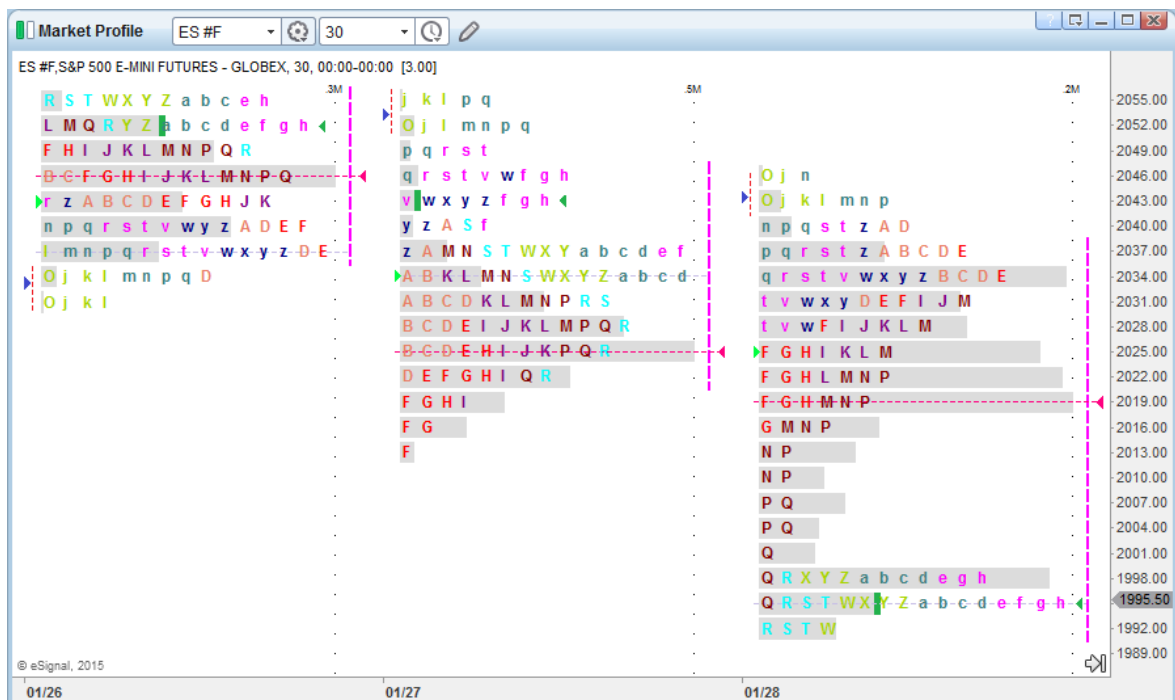 Market Profile ES #F 30
ES #F,S&P 500 E-MINI FUTURES - GLOBEX, 30, 00:00-00:00 [3.00]
.3M .5M .2M
R S T W X Y Z a b c e h j k l p q 2055.00
L M Q R Y Z a b c d e f g h O j l m n p q 2052.00
F H I J K L M N P Q R p q r s t 2049.00
B C F G H I J K L M N P Q q r s t v w f g h O j n 2046.00
r z A B C D E F G H J K v w x y z f g h O j k l m n p 2043.00
n p q r s t v w y z A D E F y z A S f n p q s t z A D 2040.00
l m n p q r s t v w x y z D E z A M N S T W X Y a b c d e f p q r s t z A B C D E 2037.00
O j k l m n p q D A B K L M N S W X Y Z a b c d q r s t v w x y z B C D E 2034.00
O j k l A B C D K L M N P R S t v w x y D E F I J M 2031.00
B C D E I J K L M P Q R t v w F I J K L M 2028.00
B C D E H I J K P Q R F G H I K L M 2025.00
D E F G H I Q R F G H L M N P 2022.00
F G H I F G H M N P 2019.00
F G G M N P 2016.00
F N P 2013.00
N P 2010.00
P Q 2007.00
P Q 2004.00
Q 2001.00
Q R X Y Z a b c d e g h 1998.00
Q R S T W X Y Z a b c d e f g h 1995.50
R S T W 1992.00
1989.00
© eSignal, 2015
01/26 01/27 01/28